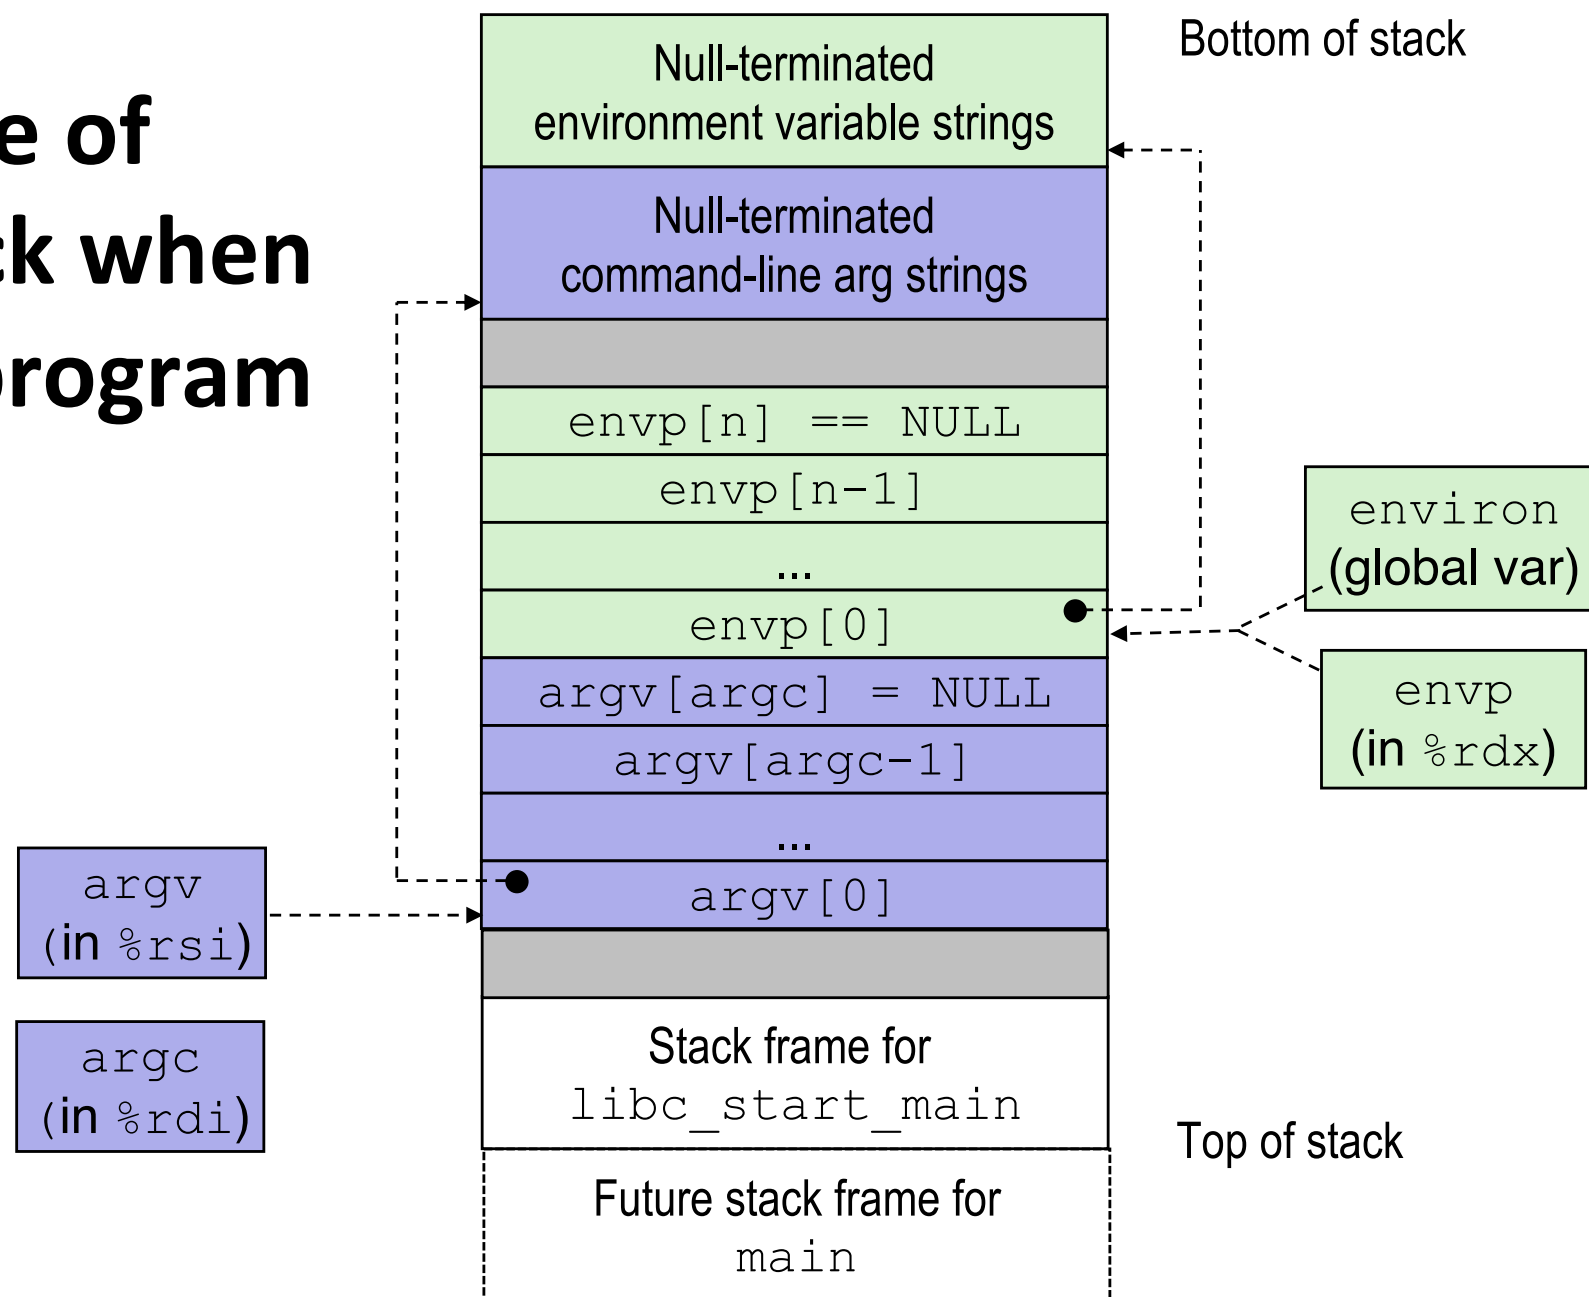 e of
ck when
program
Bottom of stack
Null-terminated
environment variable strings
Null-terminated
command-line arg strings
envp[n] == NULL
envp[n-1]
...
envp[0]
argv[argc] = NULL
argv[argc-1]
...
argv[0]
environ
(global var)
envp
(in %rdx)
argv
(in %rsi)
argc
(in %rdi)
Stack frame for
libc_start_main
Top of stack
Future stack frame for
main